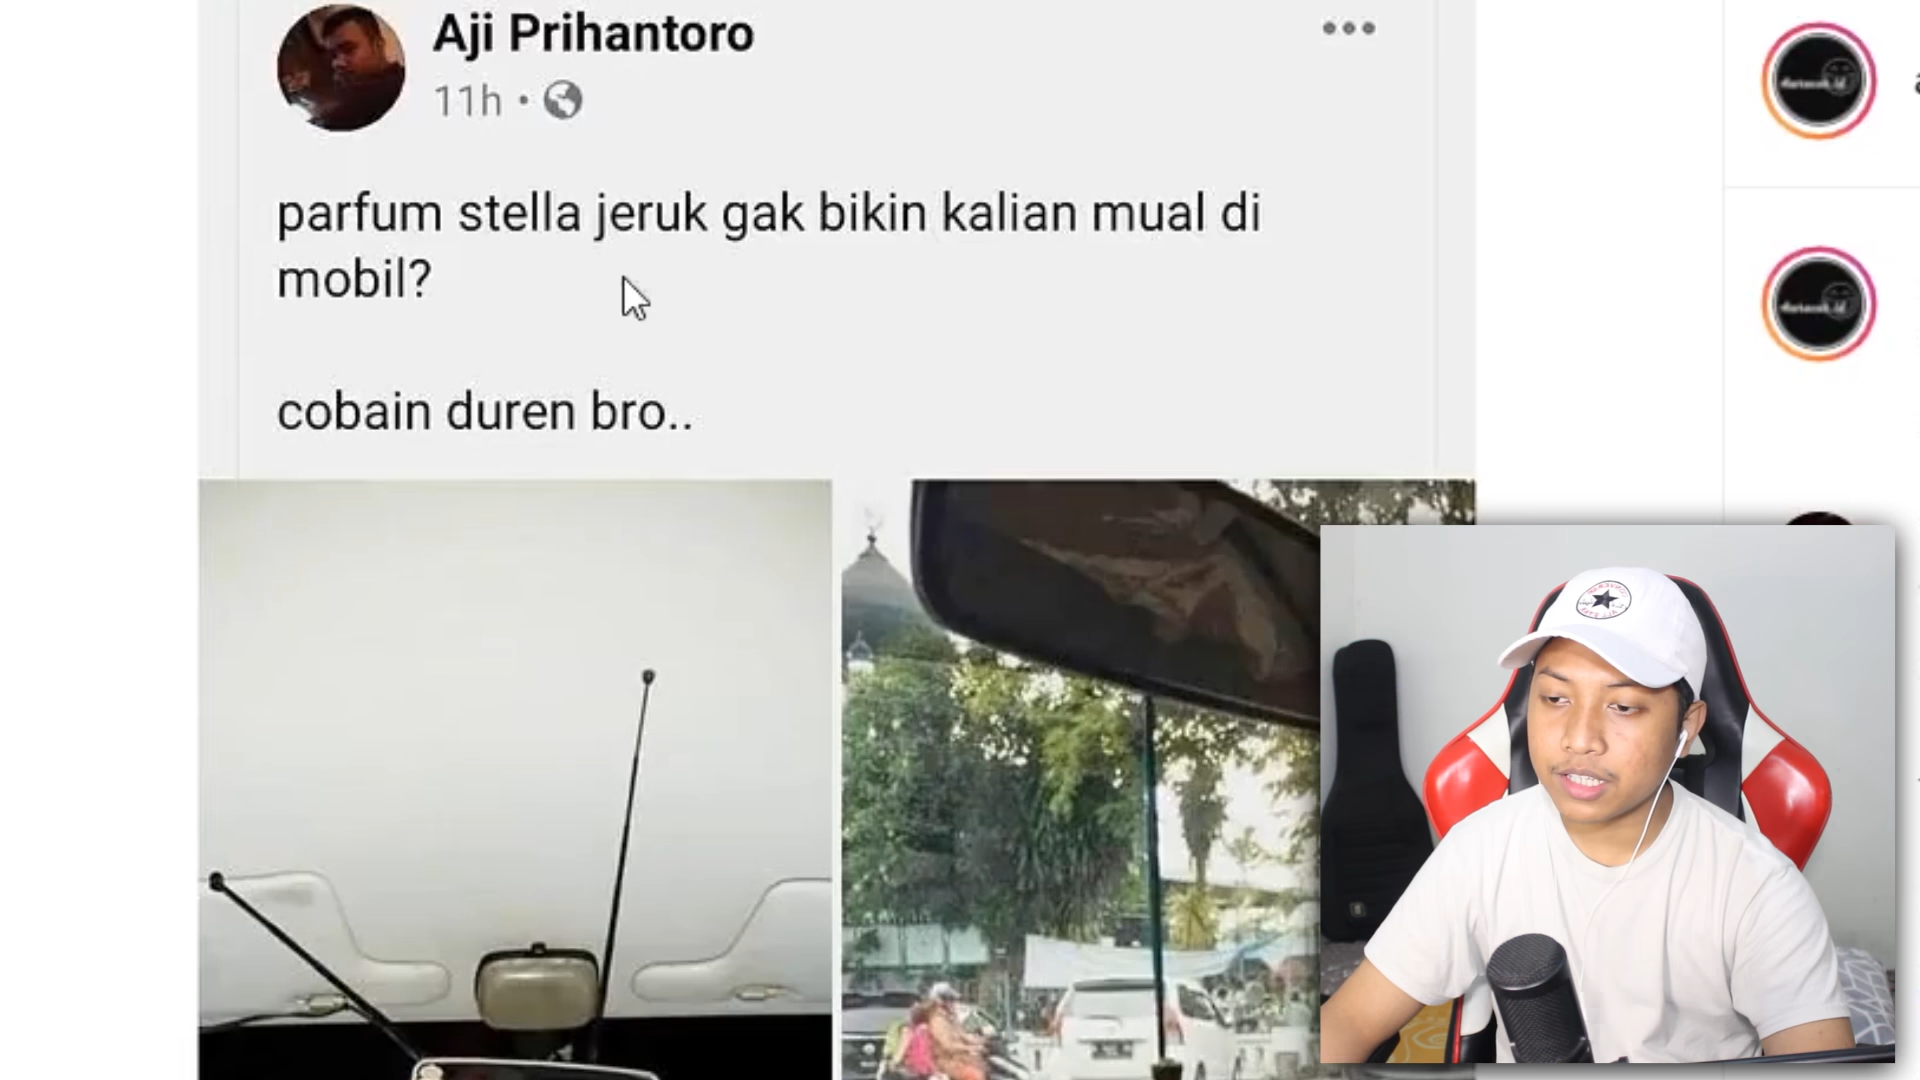 Aji Prihantoro
11h
parfum stella jeruk gak bikin kalian mual di
mobil?
cobain duren bro..